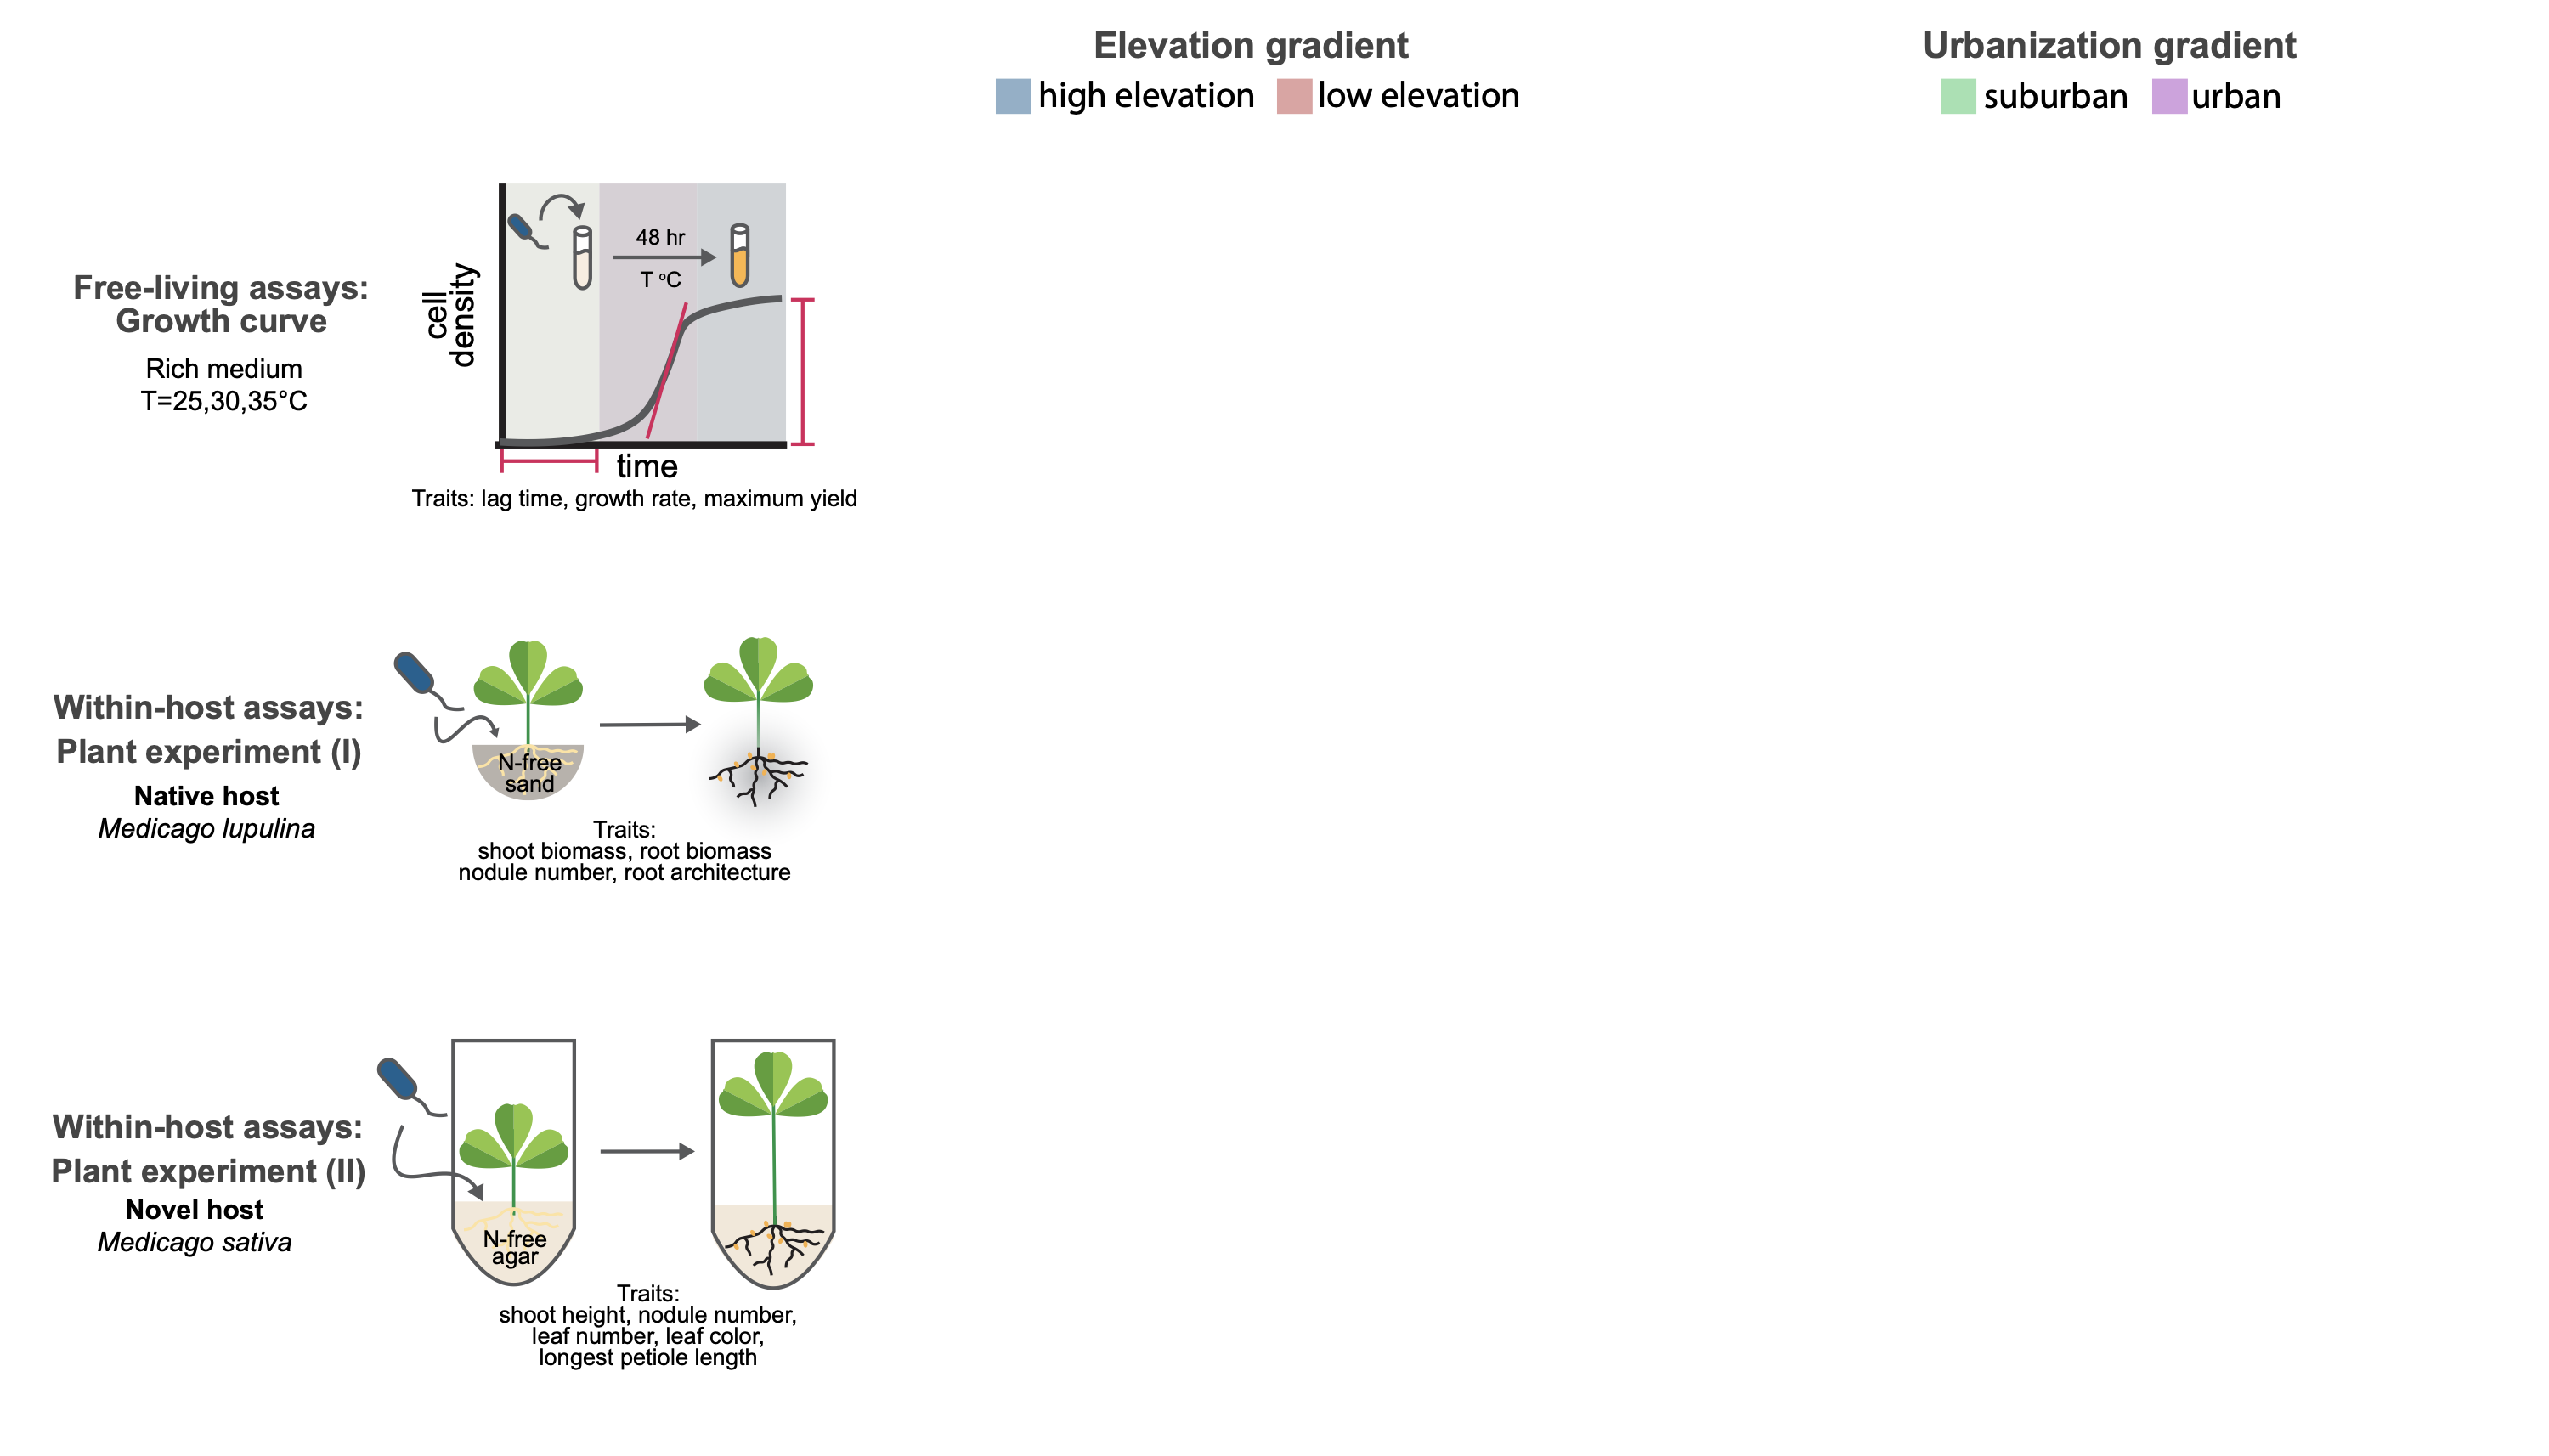 Elevation gradient
high elevation low elevation
Urbanization gradient
suburban urban
Free-living assays:
Growth curve
Rich medium
T=25,30,35°C
cell
density
48 hr
T °C
time
Traits: lag time, growth rate, maximum yield
Within-host assays:
Plant experiment (I)
Native host
Medicago lupulina
N-free
sand
Traits:
shoot biomass, root biomass
nodule number, root architecture
Within-host assays:
Plant experiment (II)
Novel host
Medicago sativa
N-free
agar
Traits:
shoot height, nodule number,
leaf number, leaf color,
longest petiole length